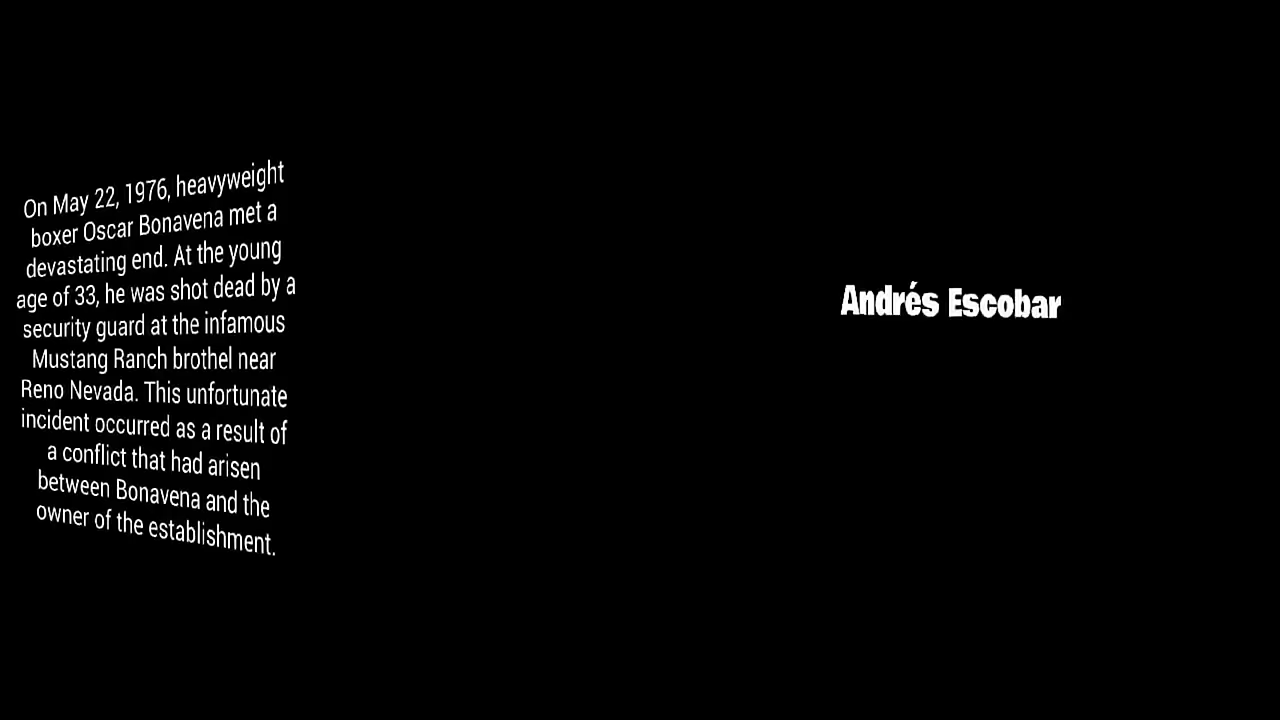 On May 22, 1976, heavyweight
boxer Oscar Bonavena met a
devastating end. At the young
age of 33, he was shot dead by a
security guard at the infamous
Mustang Ranch brothel near
Reno Nevada. This unfortunate
incident occurred as a result of
a conflict that had arisen
between Bonavena and the
owner of the establishment.
Andrés Escobar